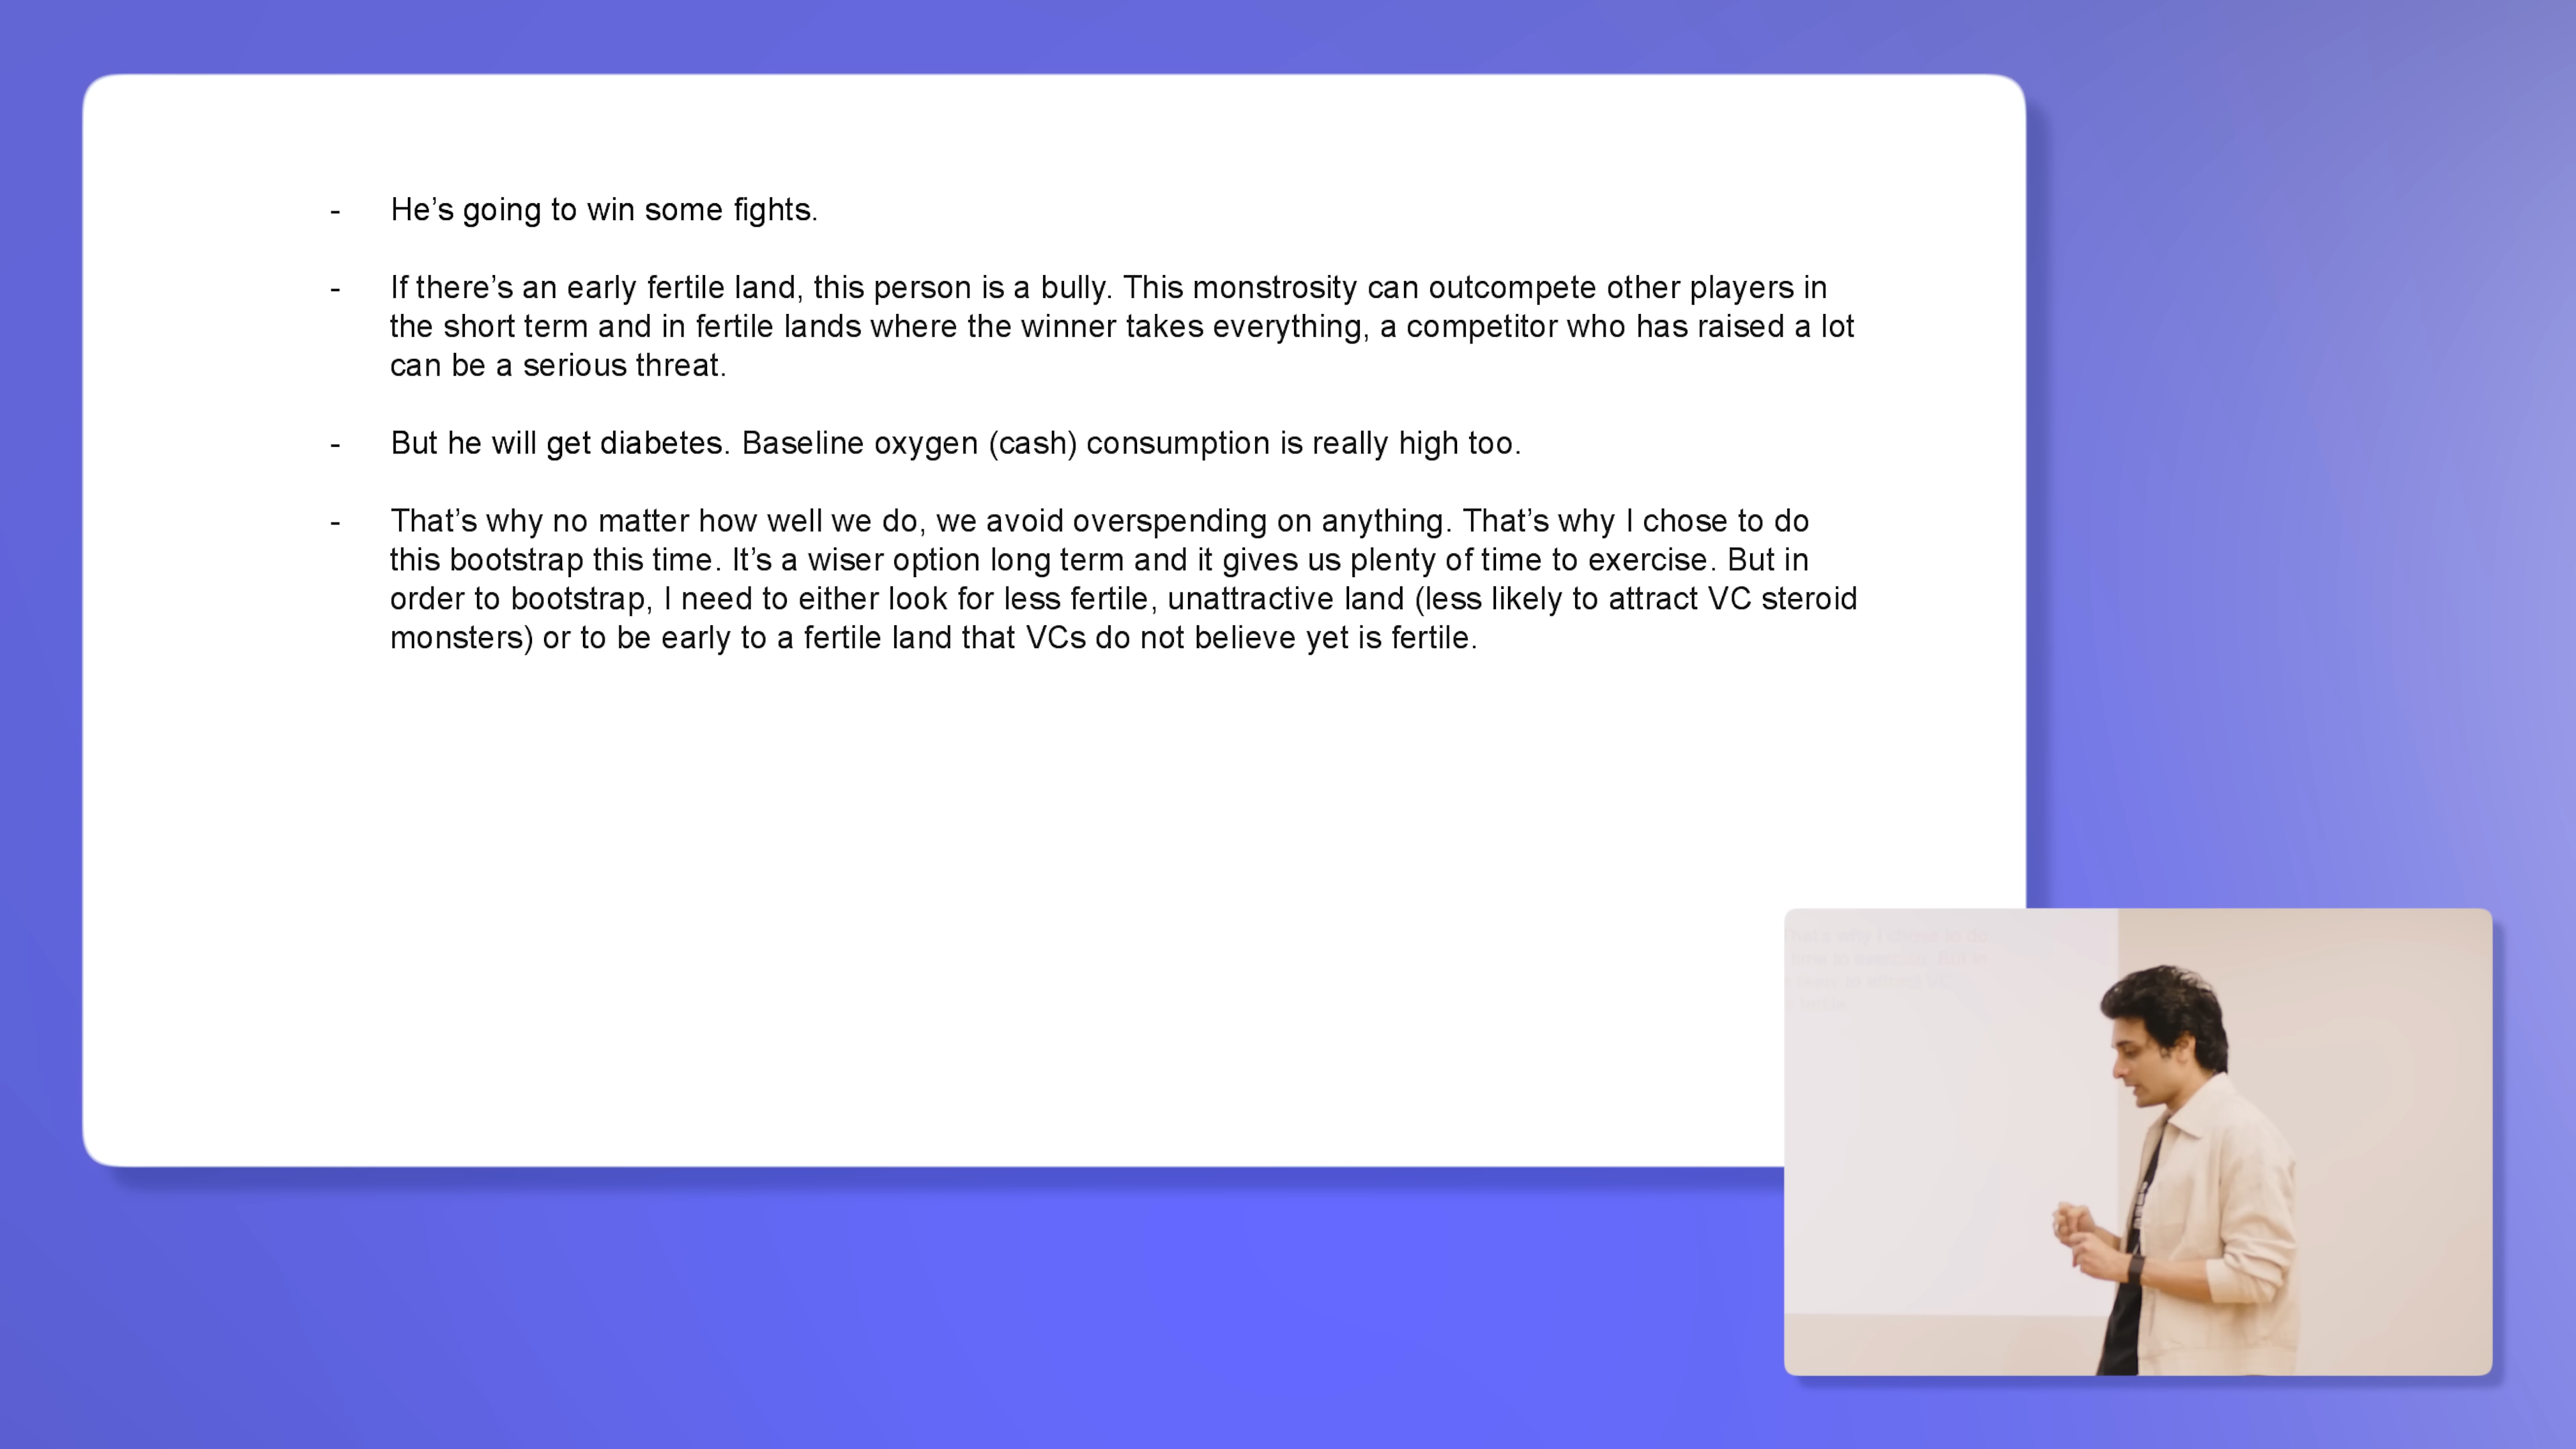 - He’s going to win some fights.
- If there’s an early fertile land, this person is a bully. This monstrosity can outcompete other players in
the short term and in fertile lands where the winner takes everything, a competitor who has raised a lot
can be a serious threat.
- But he will get diabetes. Baseline oxygen (cash) consumption is really high too.
- That’s why no matter how well we do, we avoid overspending on anything. That’s why I chose to do
this bootstrap this time. It’s a wiser option long term and it gives us plenty of time to exercise. But in
order to bootstrap, I need to either look for less fertile, unattractive land (less likely to attract VC steroid
monsters) or to be early to a fertile land that VCs do not believe yet is fertile.